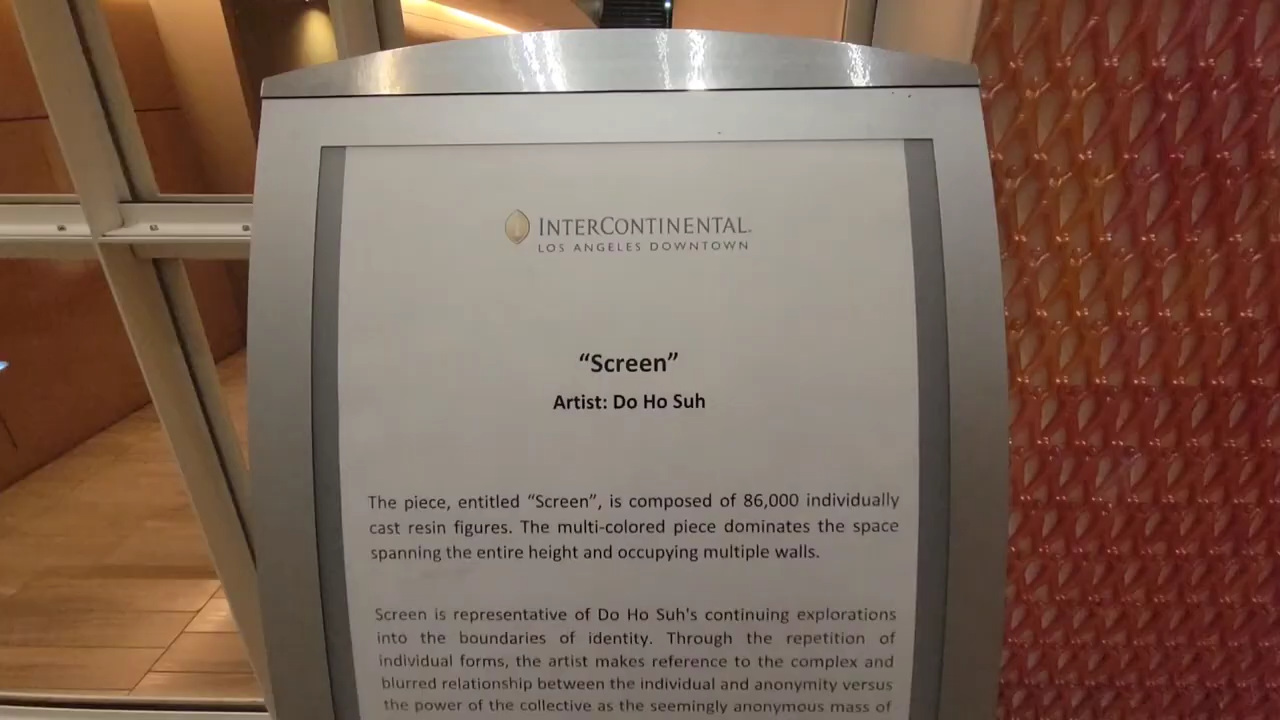 INTERCONTINENTAL.
LOS ANGELES DOWNTOWN
“Screen”
Artist: Do Ho Suh
The piece, entitled “Screen”, is composed of 86,000 individually
cast resin figures. The multi-colored piece dominates the space
spanning the entire height and occupying multiple walls.
Screen is representative of Do Ho Suh's continuing explorations
into the boundaries of identity. Through the repetition of
individual forms, the artist makes reference to the complex and
blurred relationship between the individual and anonymity versus
the power of the collective as the seemingly anonymous mass of